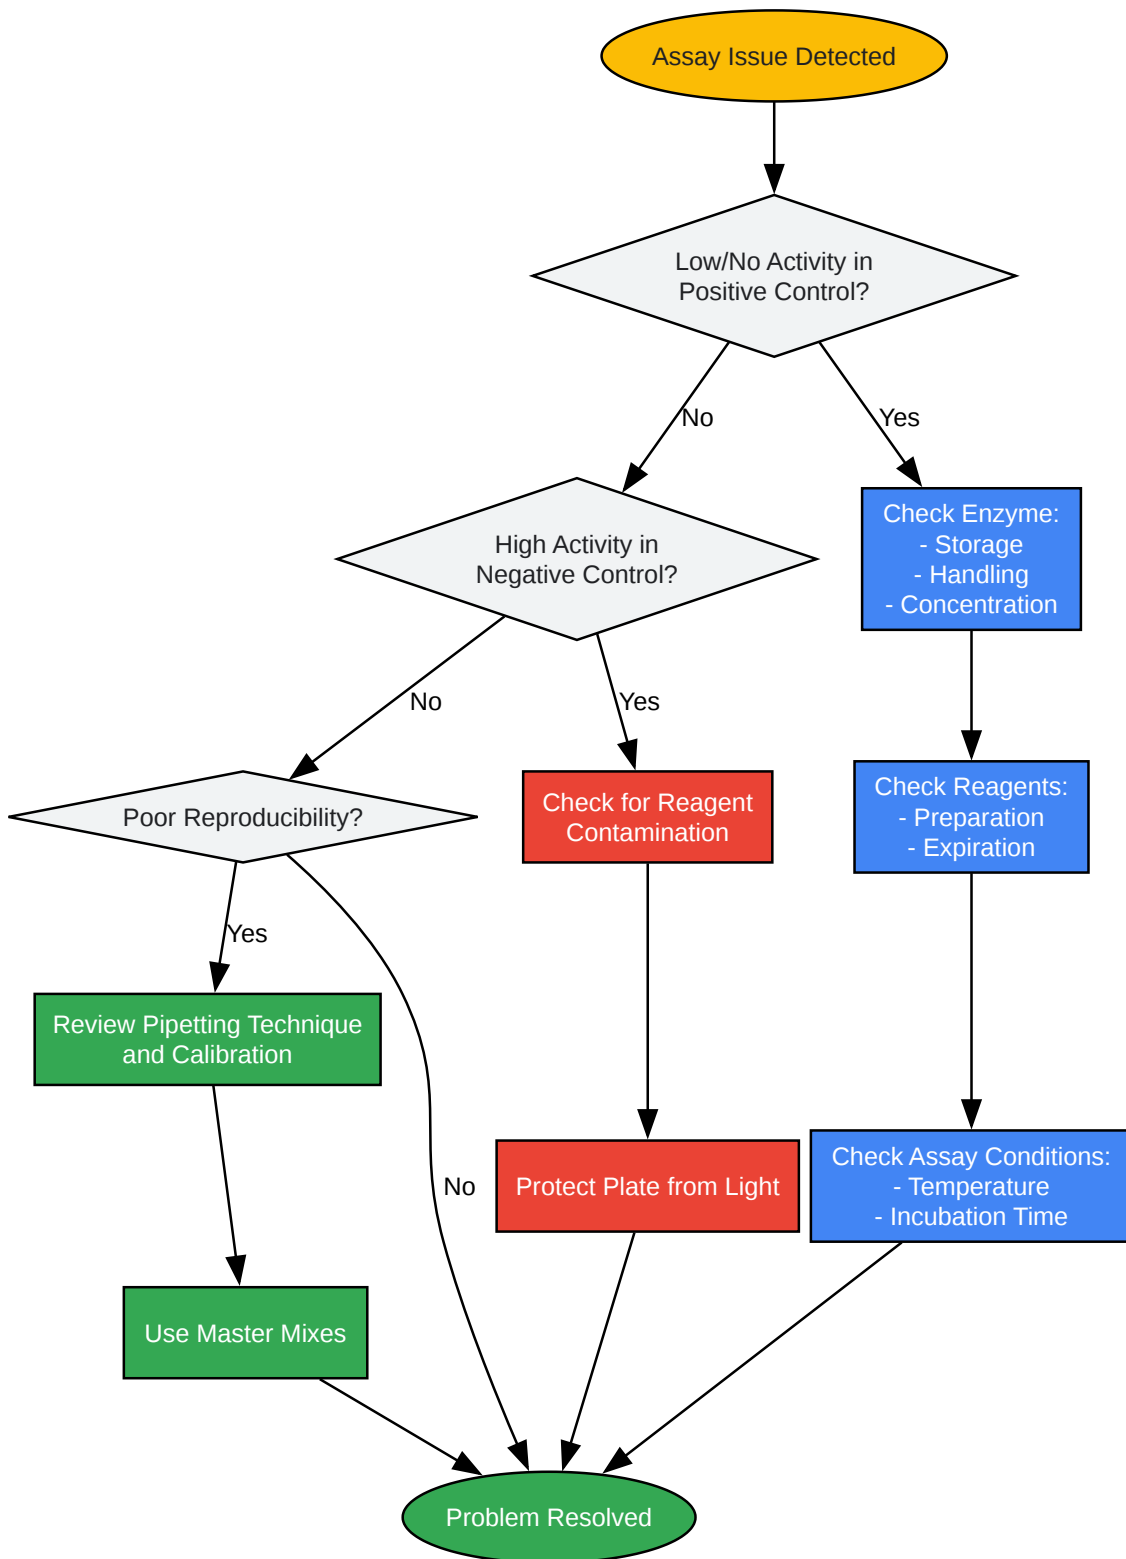 Assay Issue Detected
Low/No Activity in
Positive Control?
No
Yes
High Activity in
Negative Control?
Check Enzyme:
- Storage
- Handling
- Concentration
No
Yes
Poor Reproducibility?
Check for Reagent
Contamination
Check Reagents:
- Preparation
- Expiration
Yes
Review Pipetting Technique
and Calibration
No
Protect Plate from Light
Check Assay Conditions:
- Temperature
- Incubation Time
Use Master Mixes
Problem Resolved